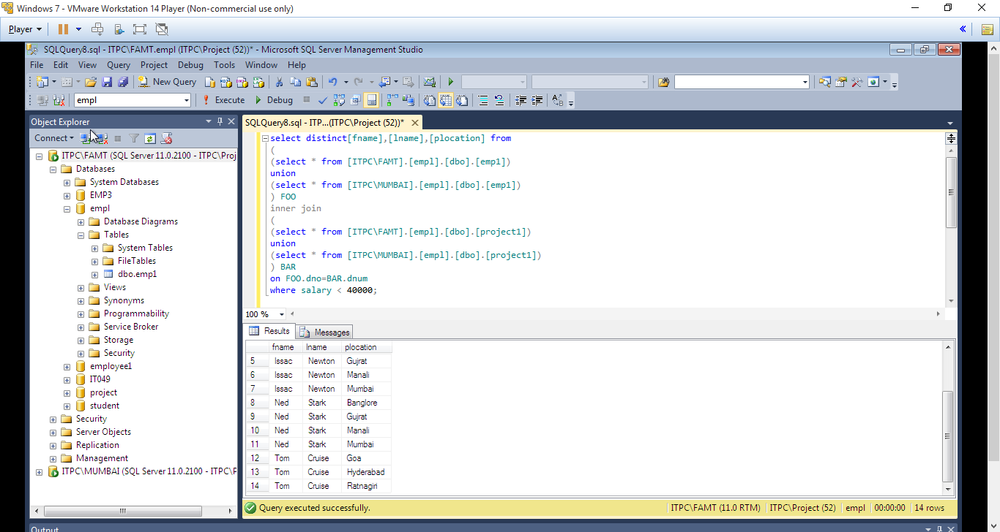 Windows 7 - VMware Workstation 14 Player (Non-commercial use only)
Player
SQLQuery8.sql - ITPC\FAMT.empl (ITPC\Project (52))* - Microsoft SQL Server Management Studio
File Edit View Query Project Debug Tools Window Help
New Query
empl Execute Debug
Object Explorer
Connect
ITPC\FAMT (SQL Server 11.0.2100 - ITPC\Proj
Databases
System Databases
EMP3
empl
Database Diagrams
Tables
System Tables
FileTables
dbo.emp1
Views
Synonyms
Programmability
Service Broker
Storage
Security
employee1
IT049
project
student
Security
Server Objects
Replication
Management
ITPC\MUMBAI (SQL Server 11.0.2100 - ITPC\P
SQLQuery8.sql - ITP...(ITPC\Project (52))*
select distinct[fname],[lname],[plocation] from
(
(select * from [ITPC\FAMT].[empl].[dbo].[emp1])
union
(select * from [ITPC\MUMBAI].[empl].[dbo].[emp1])
) FOO
inner join
(
(select * from [ITPC\FAMT].[empl].[dbo].[project1])
union
(select * from [ITPC\MUMBAI].[empl].[dbo].[project1])
) BAR
on FOO.dno=BAR.dnum
where salary < 40000;
100 %
Results Messages
fname lname plocation
5 Issac Newton Gujrat
6 Issac Newton Manali
7 Issac Newton Mumbai
8 Ned Stark Banglore
9 Ned Stark Gujrat
10 Ned Stark Manali
11 Ned Stark Mumbai
12 Tom Cruise Goa
13 Tom Cruise Hyderabad
14 Tom Cruise Ratnagiri
Query executed successfully. ITPC\FAMT (11.0 RTM) ITPC\Project (52) empl 00:00:00 14 rows
Output